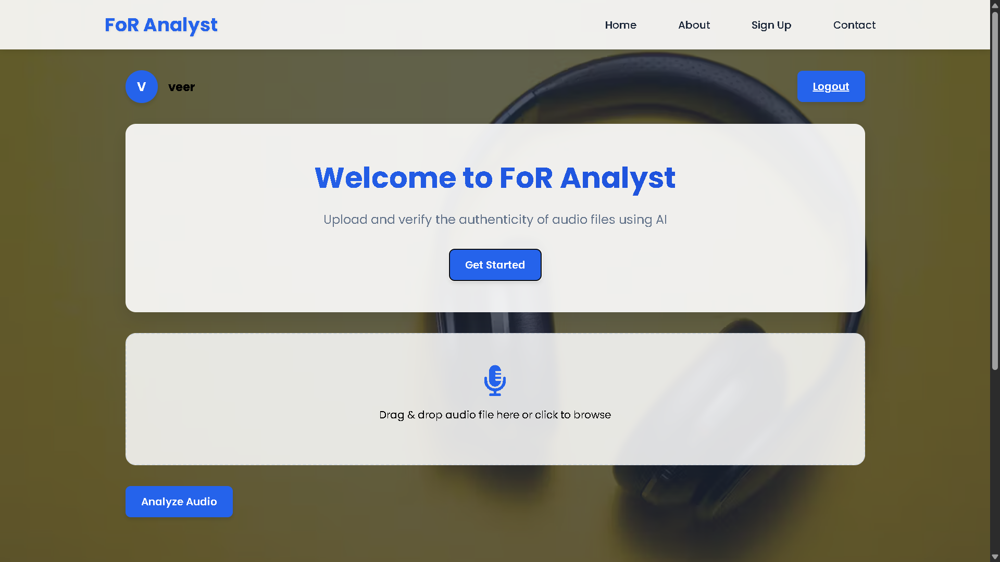 FoR Analyst
Home About Sign Up Contact
V veer
Logout
Welcome to FoR Analyst
Upload and verify the authenticity of audio files using AI
Get Started
Drag & drop audio file here or click to browse
Analyze Audio